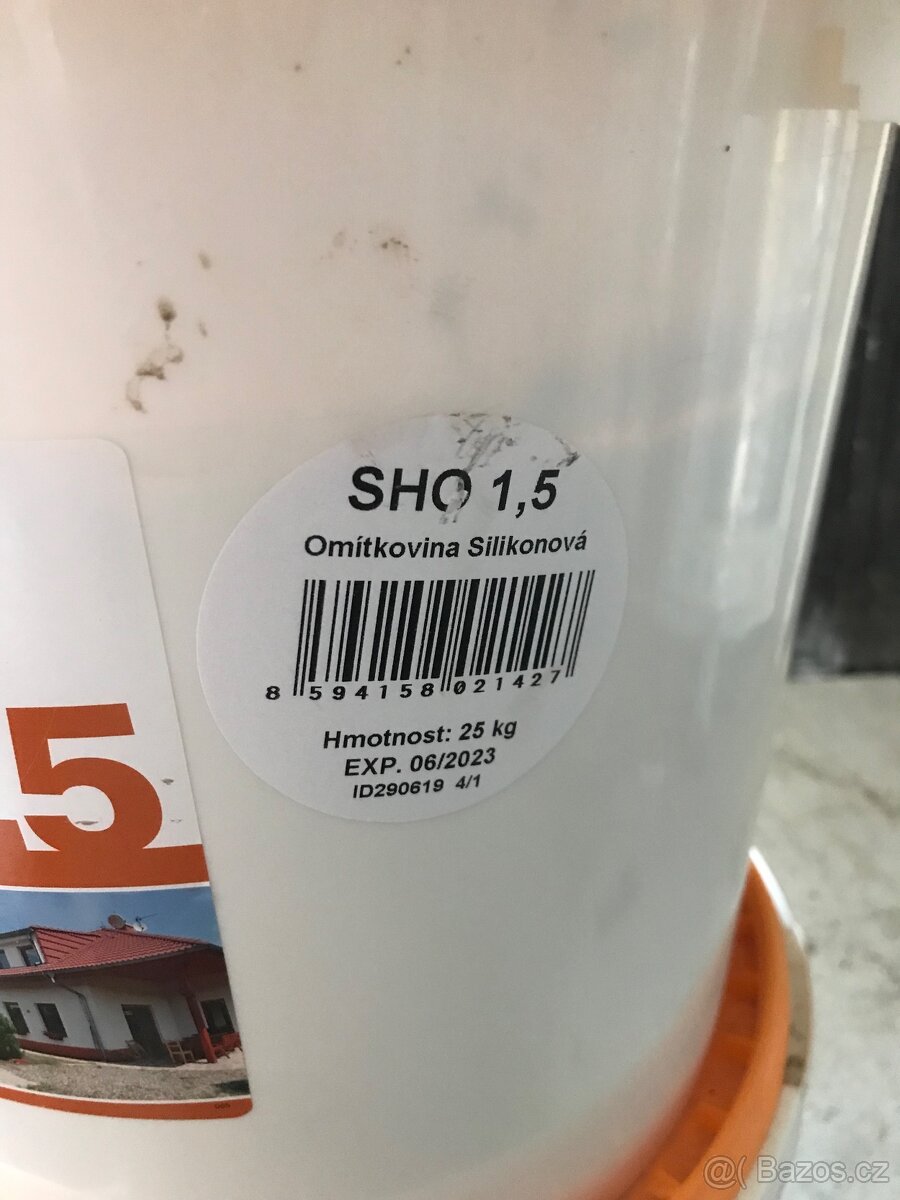 SHO 1,5
Omítkovina Silikonová
8 594158 021427
Hmotnost: 25 kg
EXP. 06/2023
ID290619 4/1
5
@( Bazos.cz